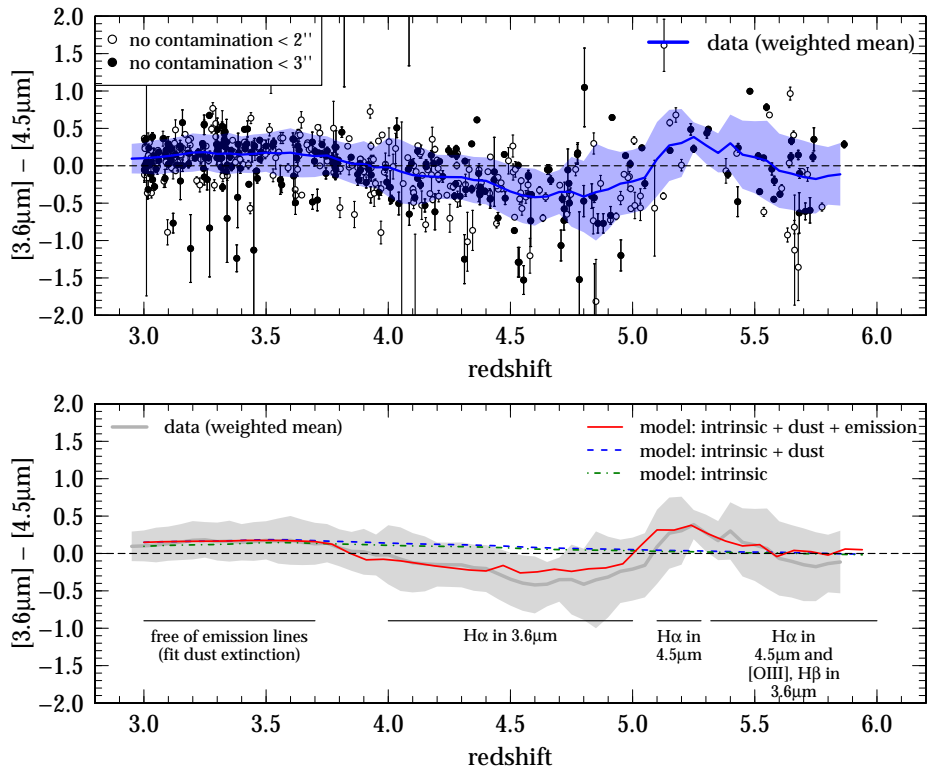 2.0
1.5
1.0
0.5
0.0
−0.5
−1.0
−1.5
−2.0
[3.6μm] − [4.5μm]
no contamination < 2''
no contamination < 3''
data (weighted mean)
3.0 3.5 4.0 4.5 5.0 5.5 6.0
redshift
2.0
1.5
1.0
0.5
0.0
−0.5
−1.0
−1.5
−2.0
[3.6μm] − [4.5μm]
data (weighted mean)
model: intrinsic + dust + emission
model: intrinsic + dust
model: intrinsic
free of emission lines
(fit dust extinction)
Hα in 3.6μm
Hα in
4.5μm
Hα in
4.5μm and
[OIII], Hβ in
3.6μm
3.0 3.5 4.0 4.5 5.0 5.5 6.0
redshift